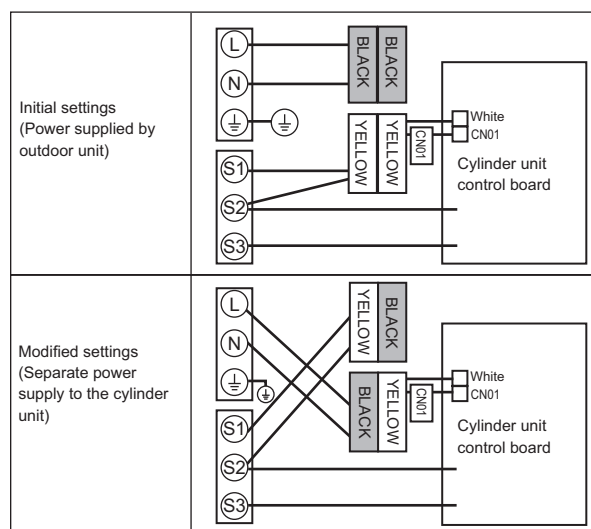 Initial settings
(Power supplied by
outdoor unit)
L
N
S1
S2
S3
BLACK
BLACK
YELLOW
YELLOW
CN01
White
CN01
Cylinder unit
control board
Modified settings
(Separate power
supply to the cylinder
unit)
L
N
S1
S2
S3
YELLOW
BLACK
BLACK
YELLOW
CN01
White
CN01
Cylinder unit
control board